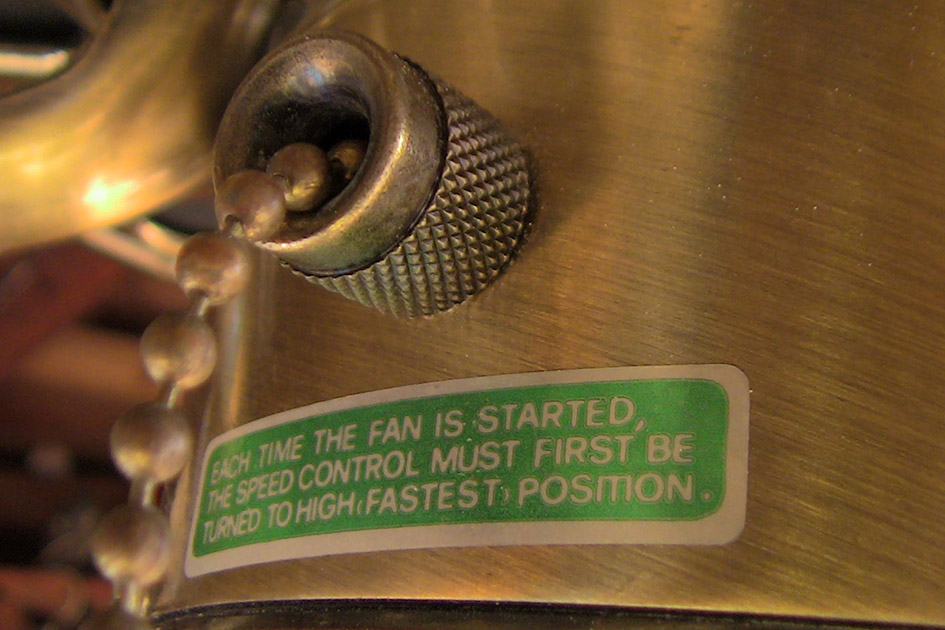 EACH TIME THE FAN IS STARTED,
THE SPEED CONTROL MUST FIRST BE
TURNED TO HIGH (FASTEST) POSITION.